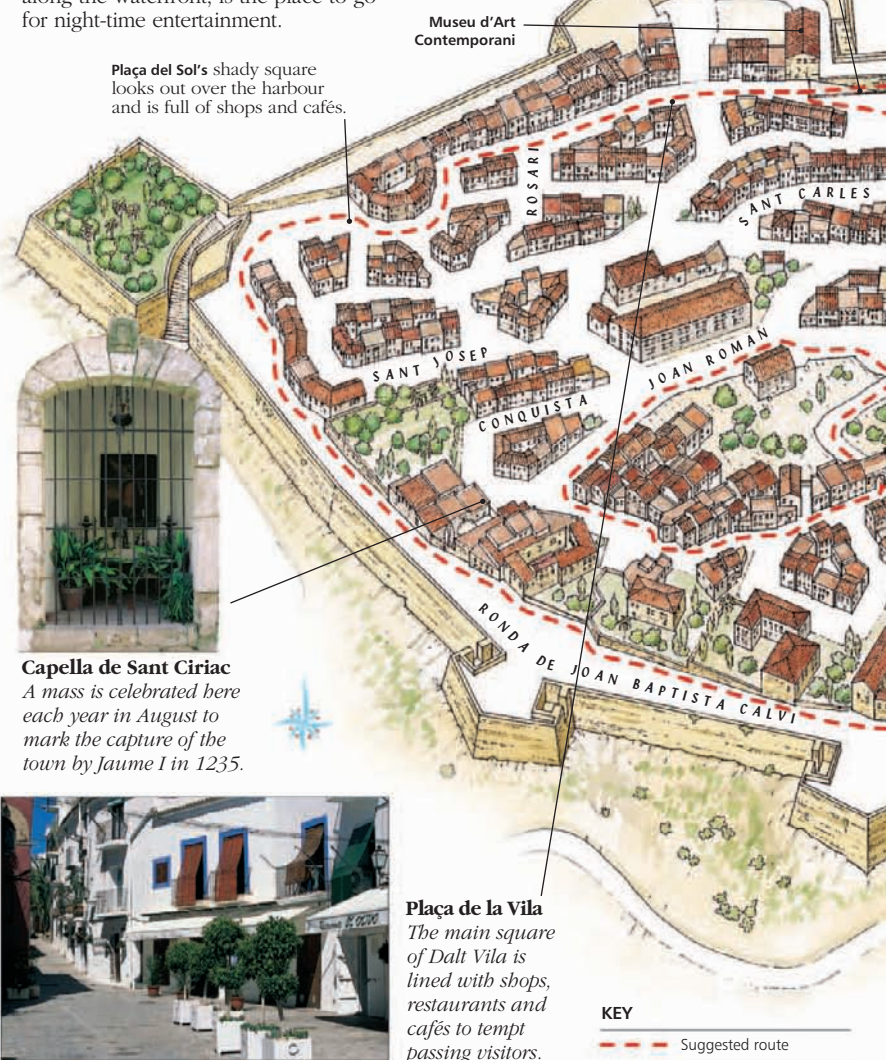 along the waterfront, is the place to go
for night-time entertainment.
Museu d’Art
Contemporani
Plaça del Sol’s shady square
looks out over the harbour
and is full of shops and cafés.
ROSARI
SANT CARLES
SANT JOSEP
JOAN ROMAN
CONQUISTA
RONDA DE JOAN BAPTISTA CALVI
Capella de Sant Ciriac
A mass is celebrated here
each year in August to
mark the capture of the
town by Jaume I in 1235.
Plaça de la Vila
The main square
of Dalt Vila is
lined with shops,
restaurants and
cafés to tempt
passing visitors.
KEY
Suggested route